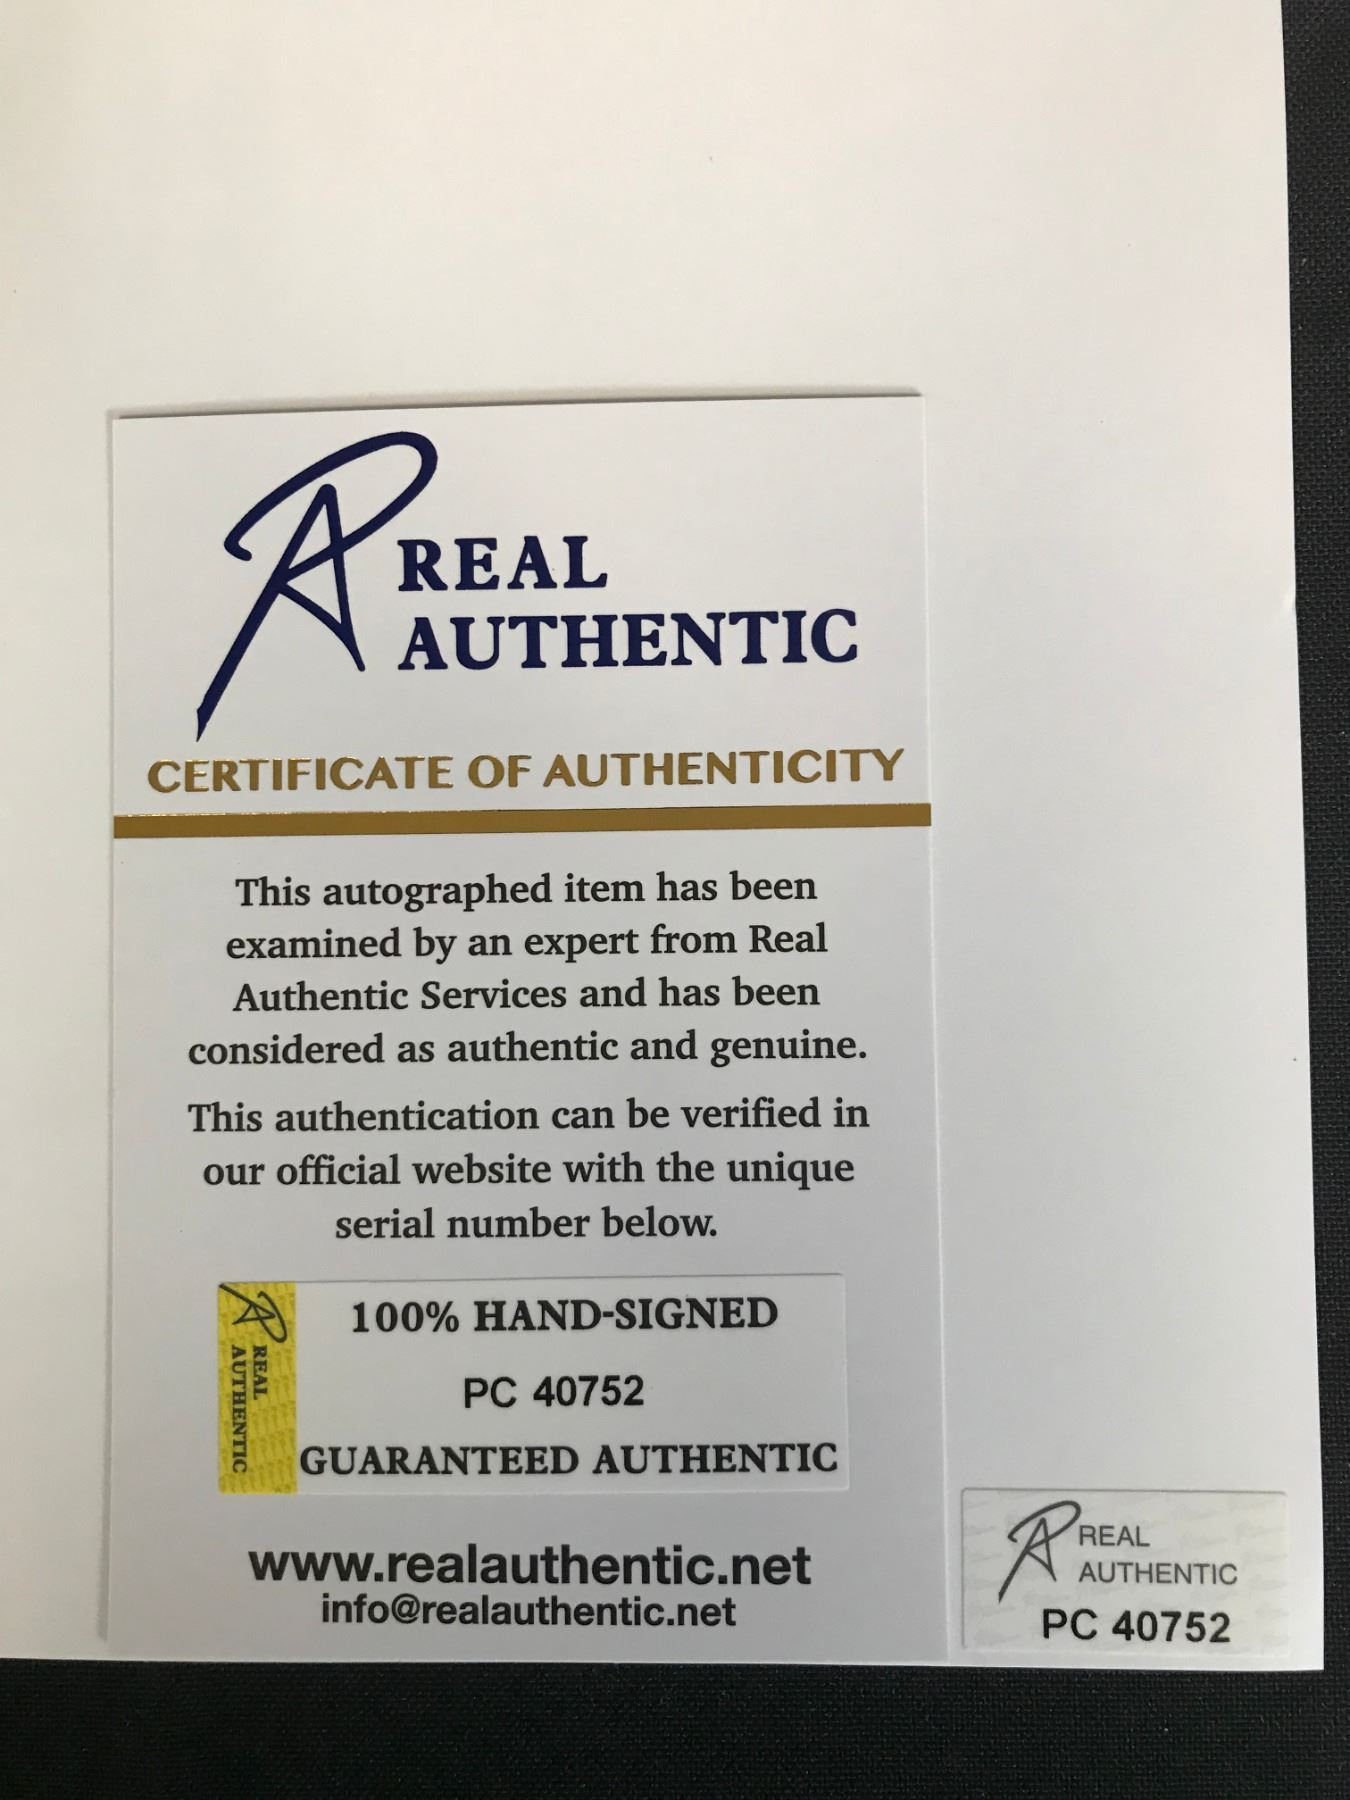 REAL
AUTHENTIC
CERTIFICATE OF AUTHENTICITY
This autographed item has been
examined by an expert from Real
Authentic Services and has been
considered as authentic and genuine.
This authentication can be verified in
our official website with the unique
serial number below.
REAL
AUTHENTIC
100% HAND-SIGNED
PC 40752
GUARANTEED AUTHENTIC
www.realauthentic.net
info@realauthentic.net
REAL
AUTHENTIC
PC 40752